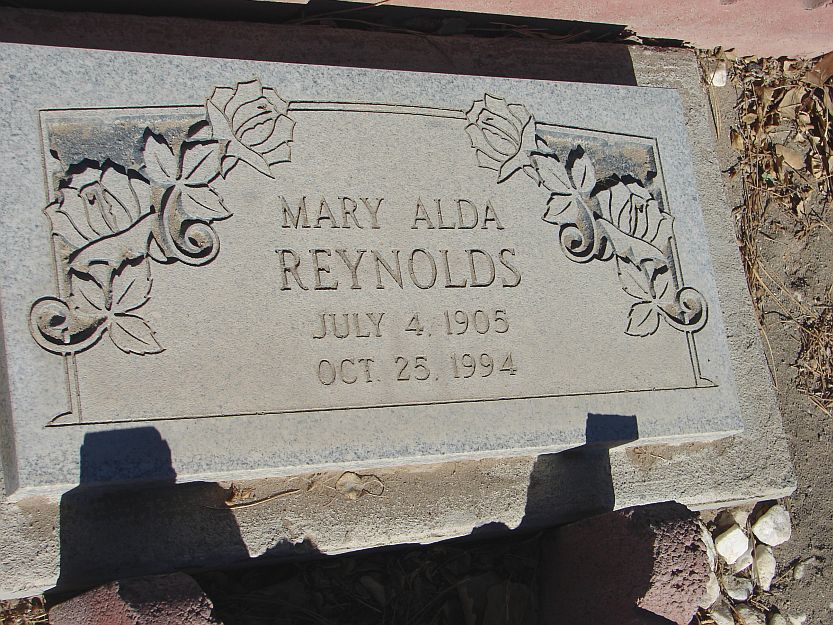 MARY ALDA
REYNOLDS
JULY 4, 1905
OCT. 25, 1994